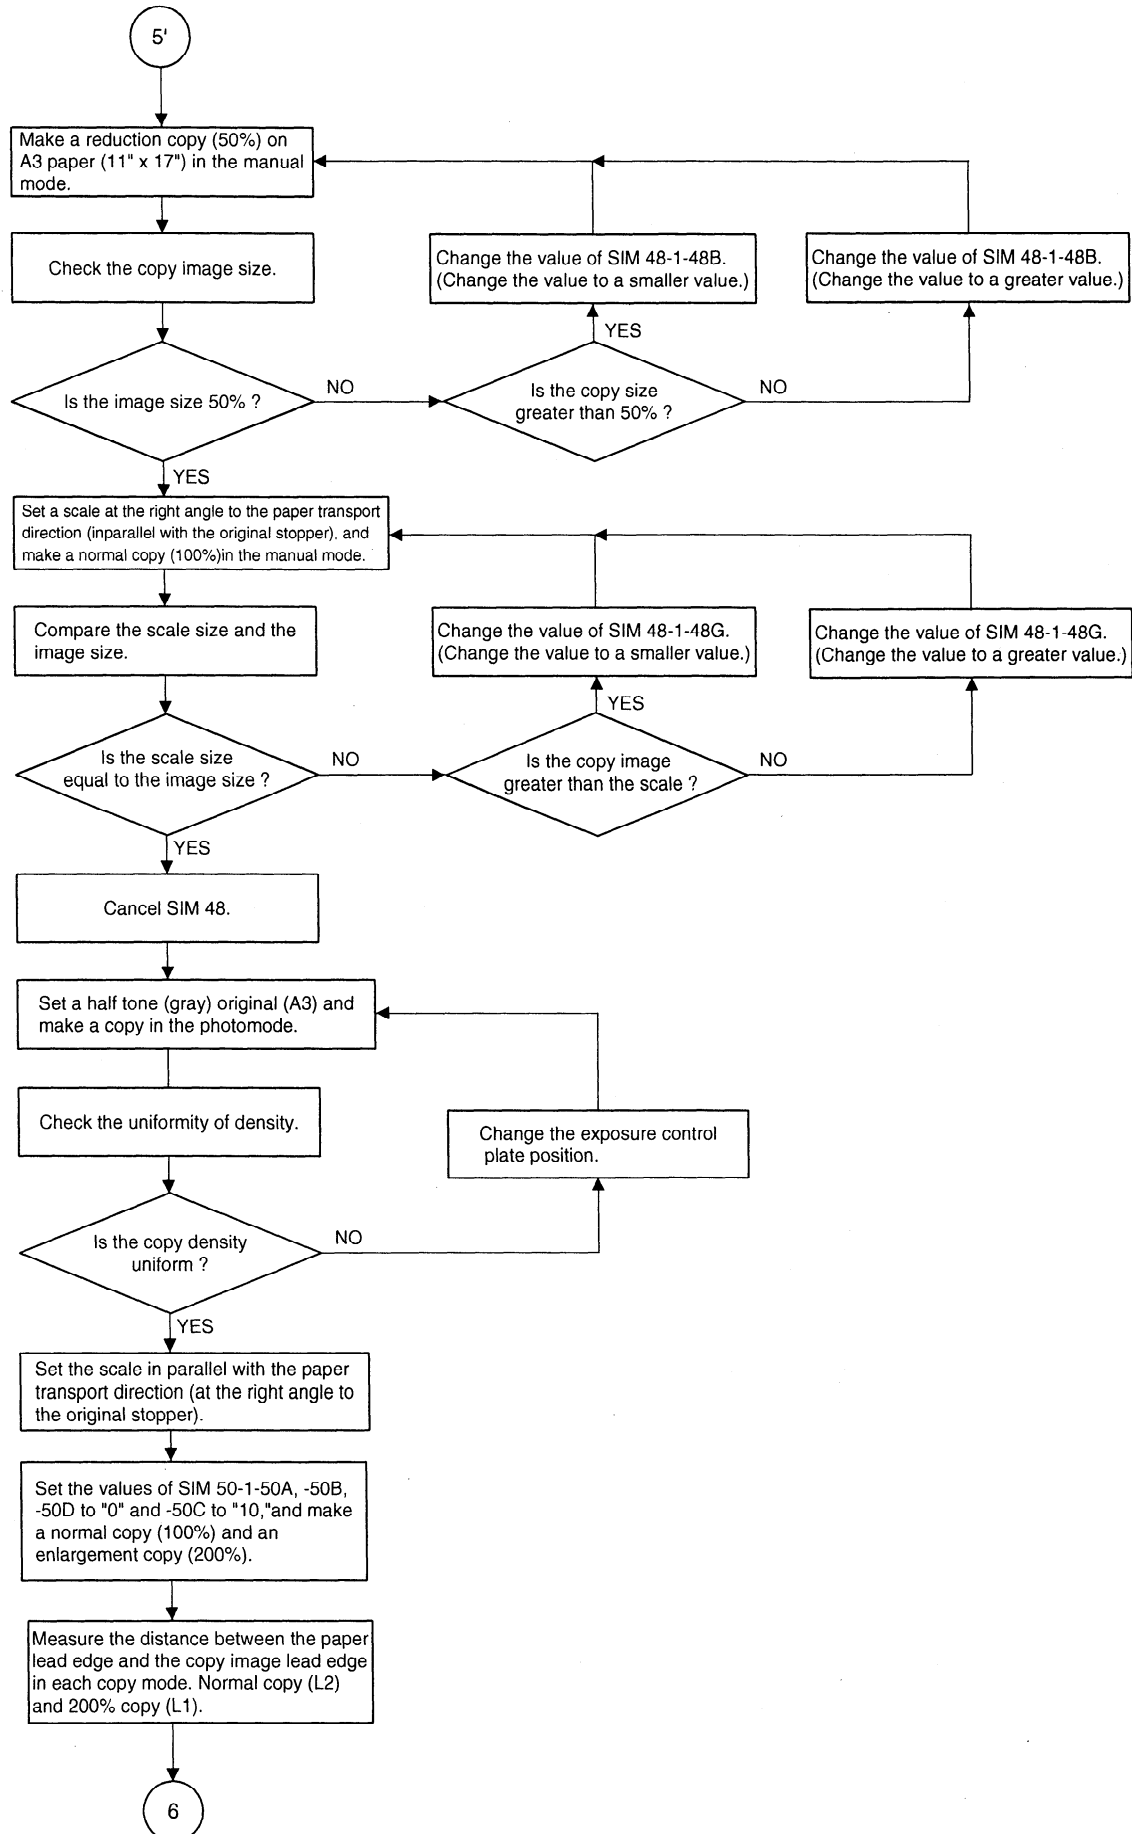 5'
Make a reduction copy (50%) on
A3 paper (11" x 17") in the manual
mode.
Check the copy image size.
Change the value of SIM 48-1-48B.
(Change the value to a smaller value.)
Change the value of SIM 48-1-48B.
(Change the value to a greater value.)
YES
Is the image size 50% ?
NO
Is the copy size
greater than 50% ?
NO
YES
Set a scale at the right angle to the paper transport
direction (inparallel with the original stopper), and
make a normal copy (100%)in the manual mode.
Compare the scale size and the
image size.
Change the value of SIM 48-1-48G.
(Change the value to a smaller value.)
Change the value of SIM 48-1-48G.
(Change the value to a greater value.)
YES
Is the scale size
equal to the image size ?
NO
Is the copy image
greater than the scale ?
NO
YES
Cancel SIM 48.
Set a half tone (gray) original (A3) and
make a copy in the photomode.
Check the uniformity of density.
Change the exposure control
plate position.
Is the copy density
uniform ?
NO
YES
Set the scale in parallel with the paper
transport direction (at the right angle to
the original stopper).
Set the values of SIM 50-1-50A, -50B,
-50D to "0" and -50C to "10,"and make
a normal copy (100%) and an
enlargement copy (200%).
Measure the distance between the paper
lead edge and the copy image lead edge
in each copy mode. Normal copy (L2)
and 200% copy (L1).
6